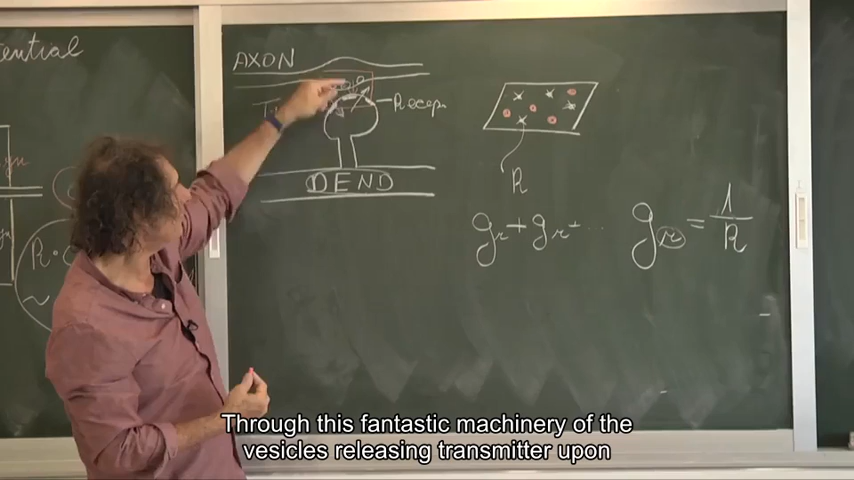 ential
AXON
Recep
DEND
R
R
gr + gr + ...
gr = 1/R
Through this fantastic machinery of the
vesicles releasing transmitter upon